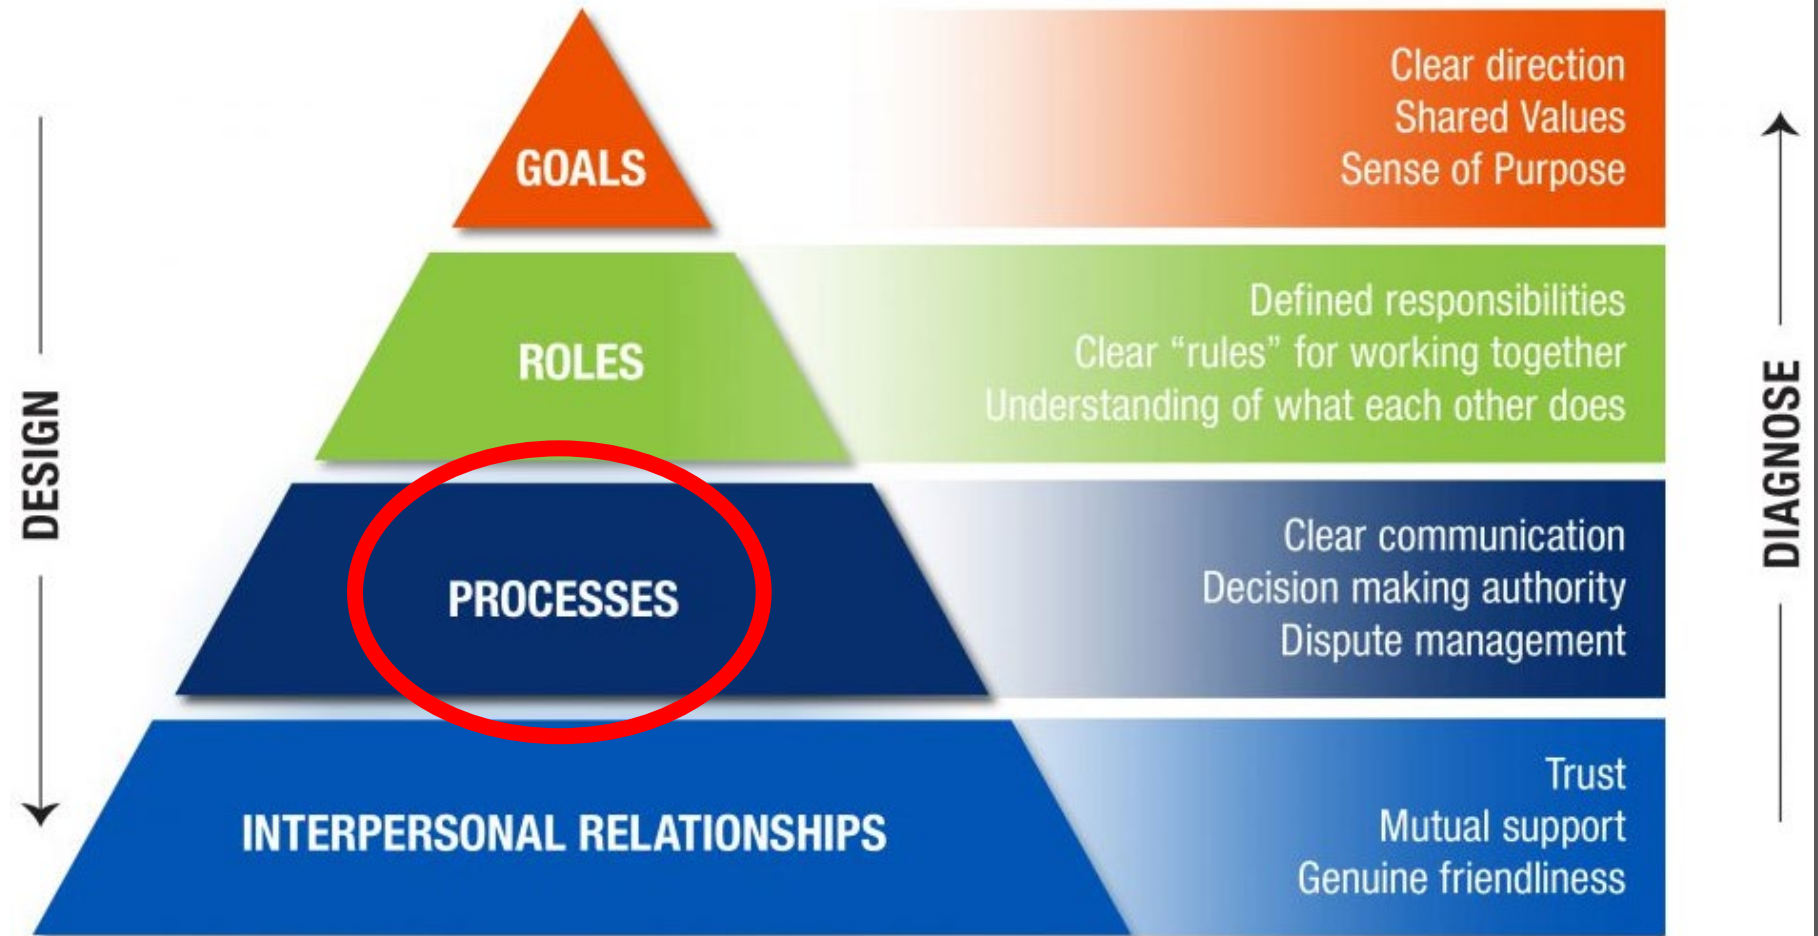 DESIGN
GOALS
Clear direction
Shared Values
Sense of Purpose
ROLES
Defined responsibilities
Clear “rules” for working together
Understanding of what each other does
PROCESSES
Clear communication
Decision making authority
Dispute management
INTERPERSONAL RELATIONSHIPS
Trust
Mutual support
Genuine friendliness
DIAGNOSE